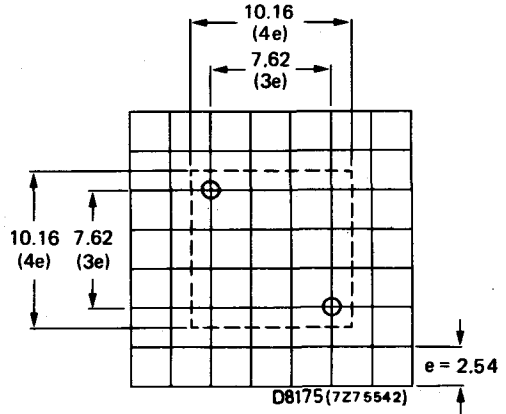 10.16
(4e)
7.62
(3e)
10.16 7.62
(4e) (3e)
e = 2.54
D8175(7Z75542)